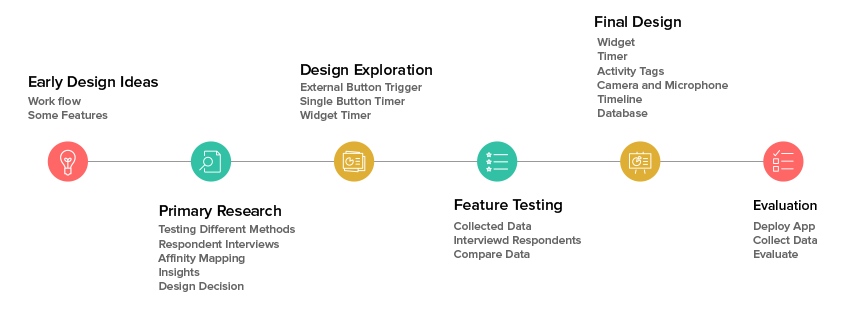 Early Design Ideas
Work flow
Some Features
Primary Research
Testing Different Methods
Respondent Interviews
Affinity Mapping
Insights
Design Decision
Design Exploration
External Button Trigger
Single Button Timer
Widget Timer
Feature Testing
Collected Data
Interviewd Respondents
Compare Data
Final Design
Widget
Timer
Activity Tags
Camera and Microphone
Timeline
Database
Evaluation
Deploy App
Collect Data
Evaluate